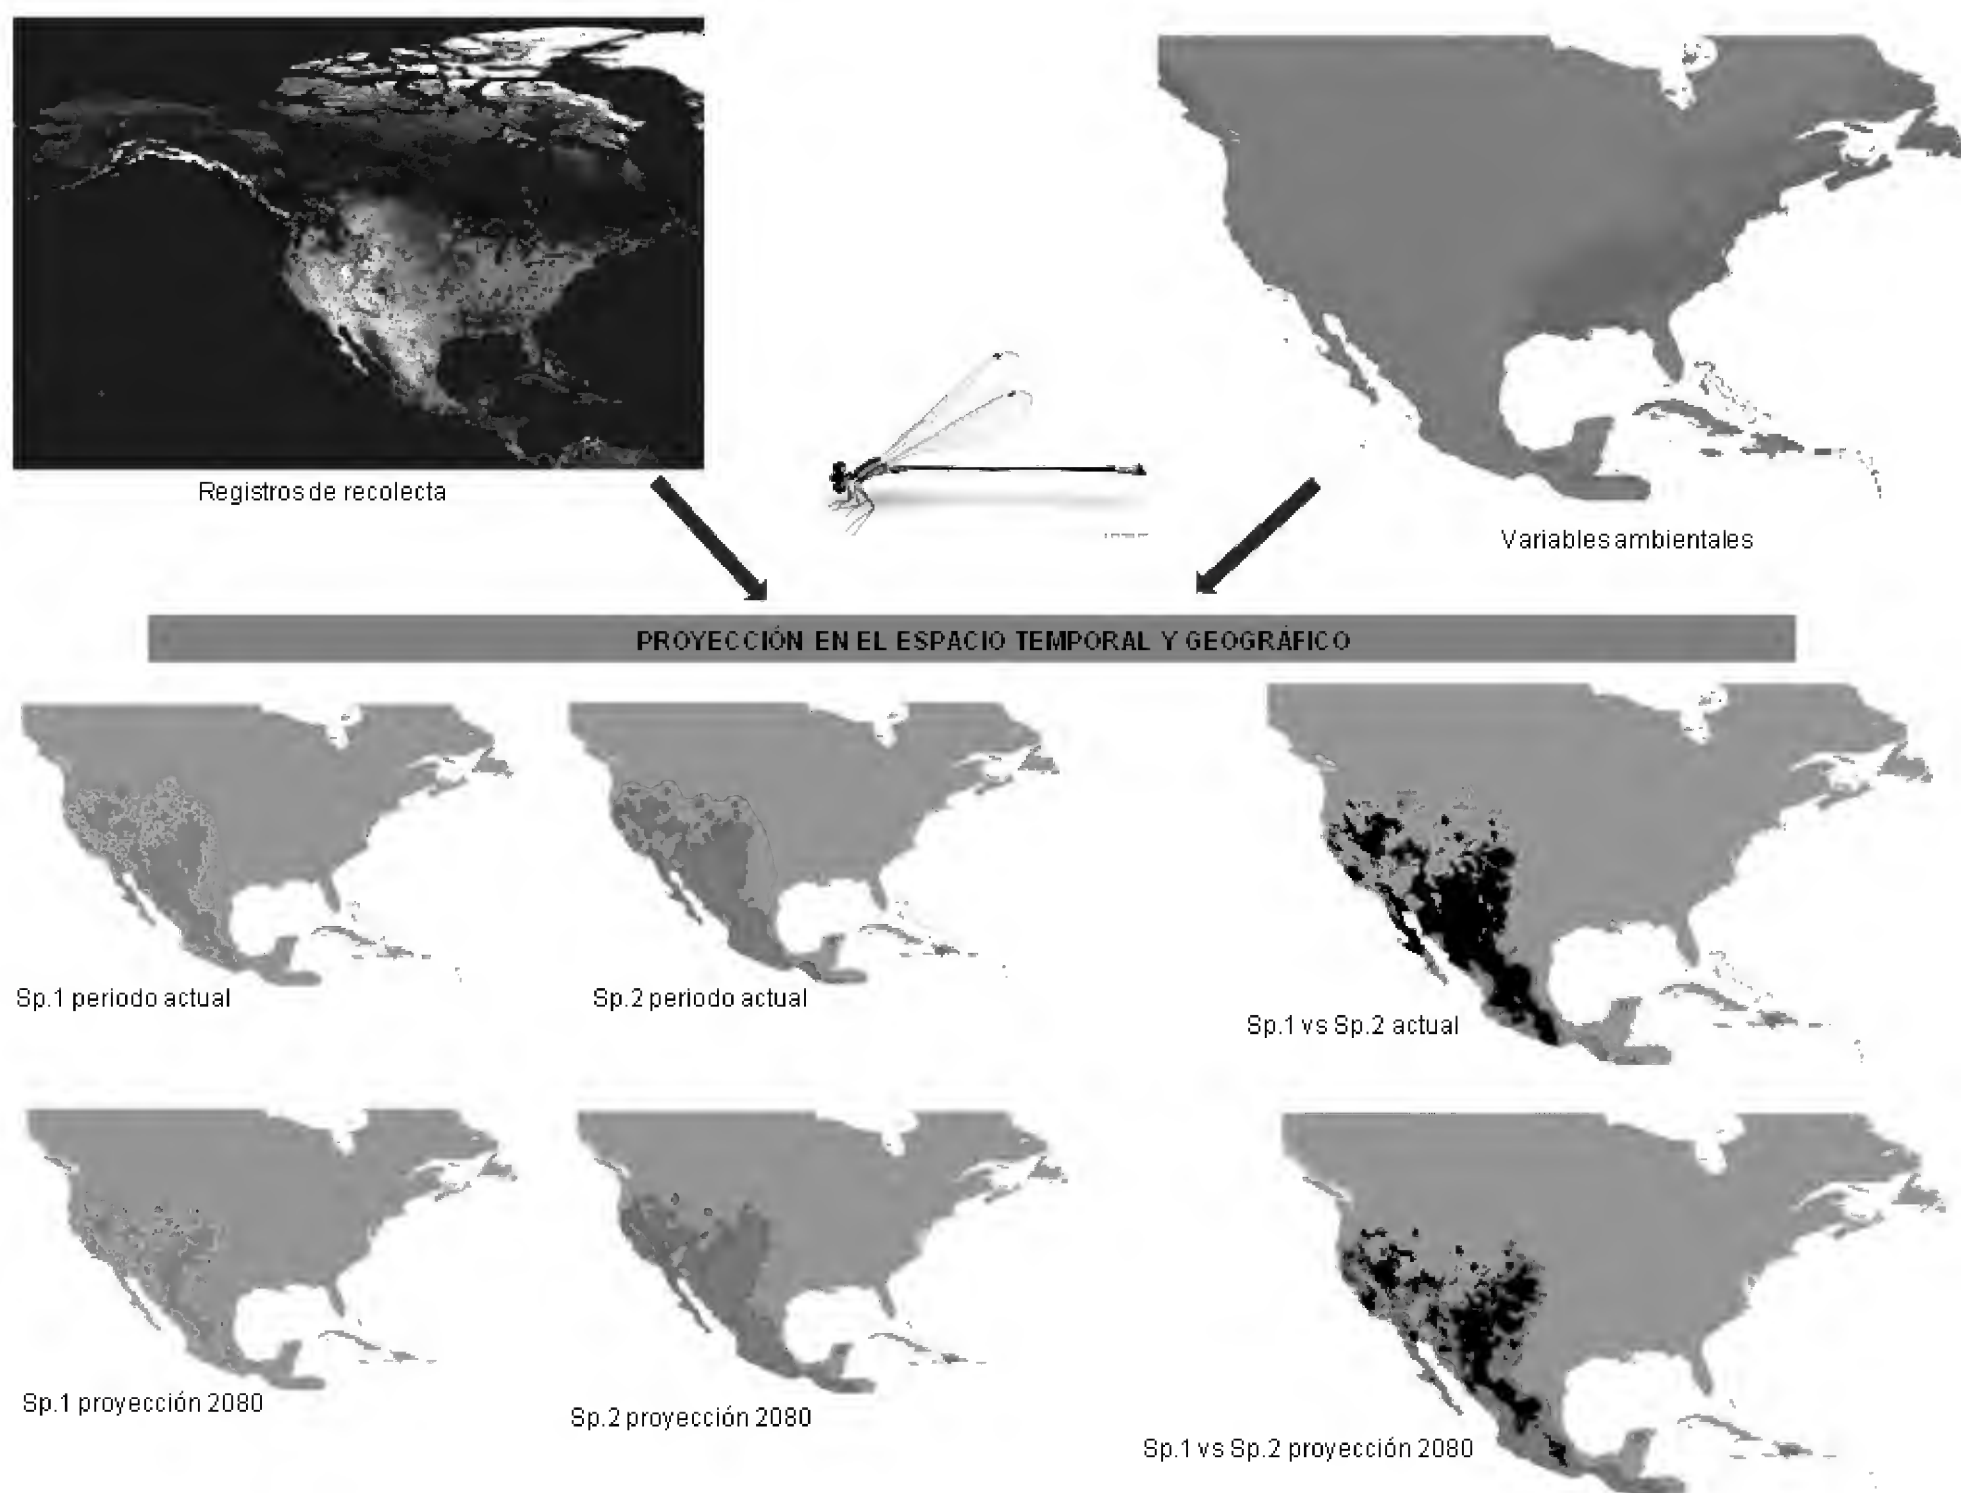 Registros de recolecta
Variables ambientales
PROYECCIÓN EN EL ESPACIO TEMPORAL Y GEOGRÁFICO
Sp.1 periodo actual
Sp.2 periodo actual
Sp.1 vs Sp.2 actual
Sp.1 proyección 2080
Sp.2 proyección 2080
Sp.1 vs Sp.2 proyección 2080